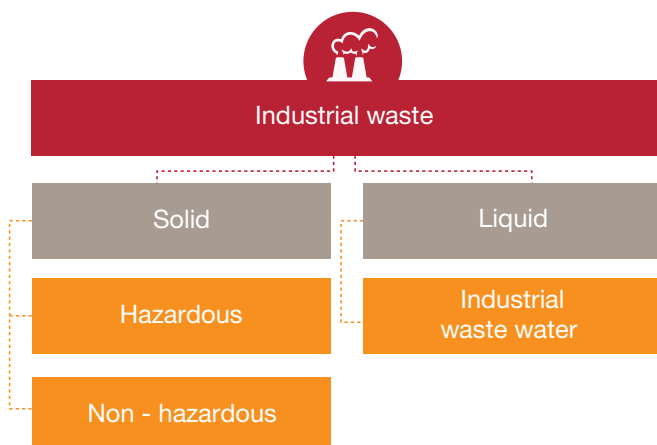 Industrial waste
Solid
Liquid
Hazardous
Industrial
waste water
Non - hazardous